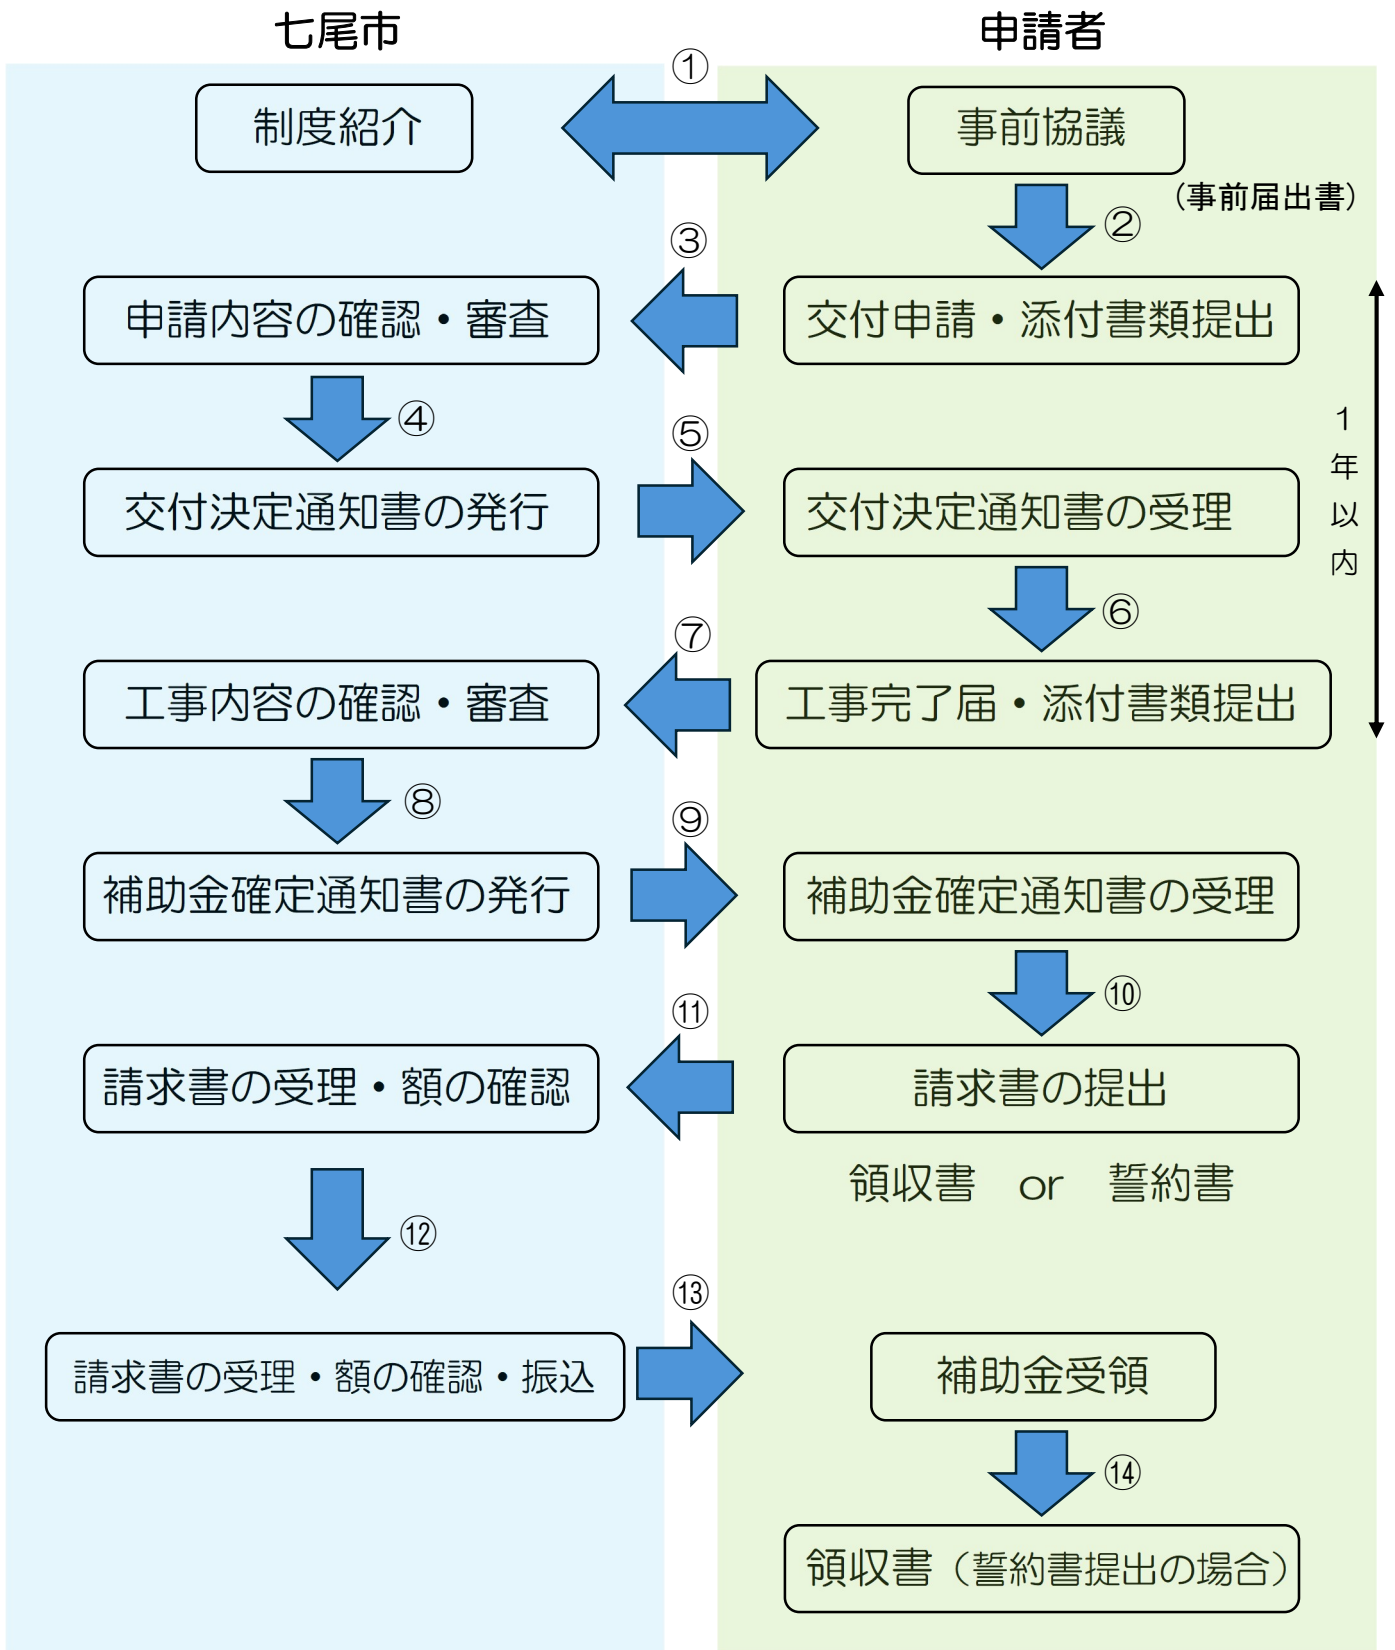 七尾市
申請者
①
制度紹介
事前協議
(事前届出書)
②
③
申請内容の確認・審査
交付申請・添付書類提出
④
⑤
1年以内
交付決定通知書の発行
交付決定通知書の受理
⑥
⑦
工事内容の確認・審査
工事完了届・添付書類提出
⑧
⑨
補助金確定通知書の発行
補助金確定通知書の受理
⑩
⑪
請求書の受理・額の確認
請求書の提出
領収書 or 誓約書
⑫
⑬
請求書の受理・額の確認・振込
補助金受領
⑭
領収書(誓約書提出の場合)